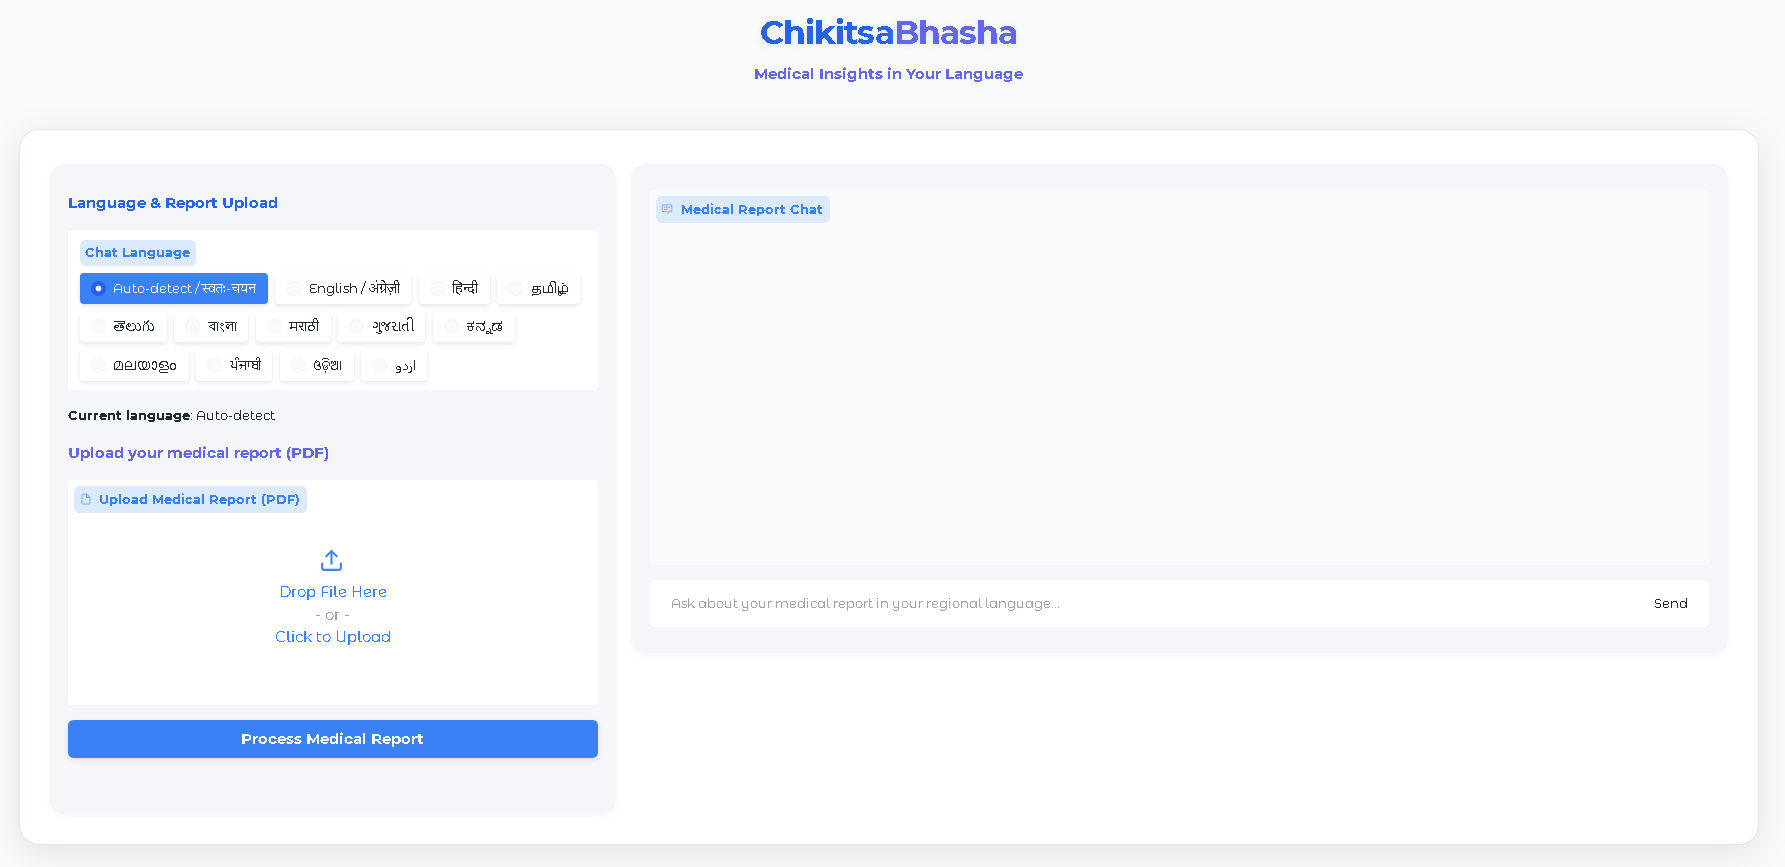 ChikitsaBhasha
Medical Insights in Your Language
Language & Report Upload
Chat Language
Auto-detect / स्वतः-चयन
English / अंग्रेज़ी
हिन्दी
தமிழ்
తెలుగు
বাংলা
मराठी
ગુજરાતી
ಕನ್ನಡ
മലയാളം
ਪੰਜਾਬੀ
ଓଡ଼ିଆ
اردو
Current language: Auto-detect
Upload your medical report (PDF)
Upload Medical Report (PDF)
Drop File Here
- or -
Click to Upload
Process Medical Report
Medical Report Chat
Ask about your medical report in your regional language...
Send